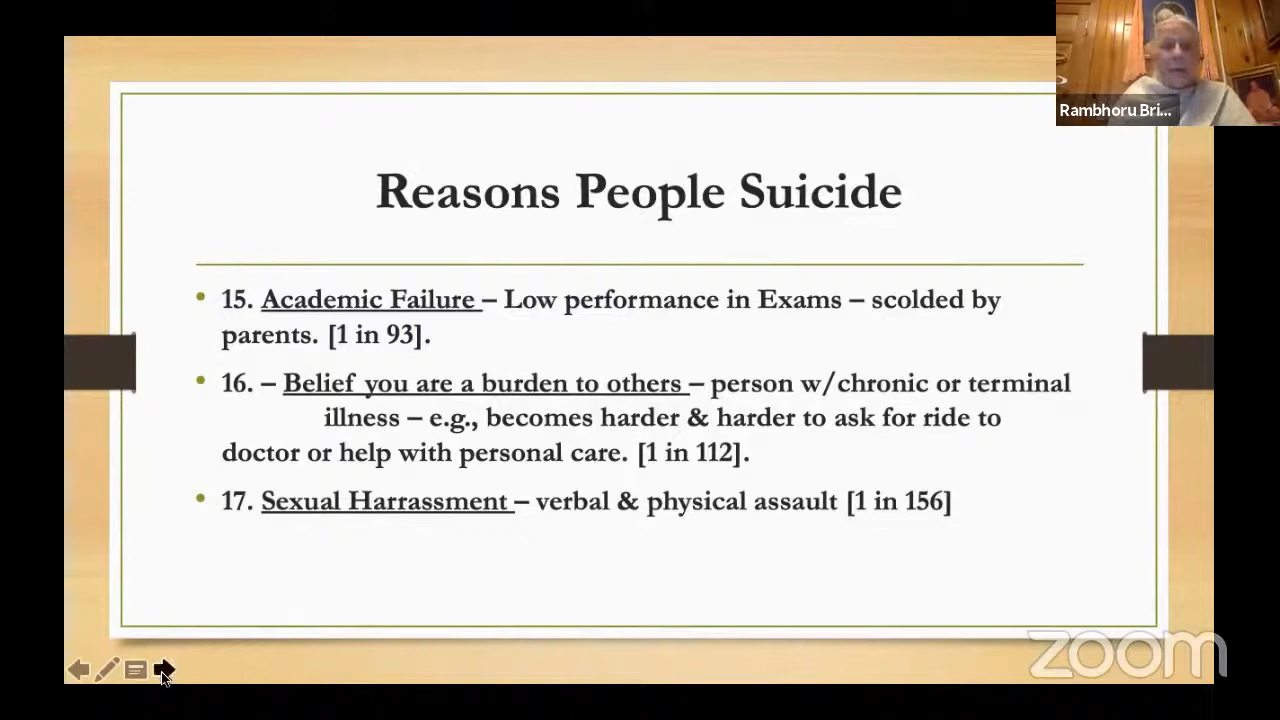 Rambhoru Bri...
Reasons People Suicide
• 15. Academic Failure – Low performance in Exams – scolded by
parents. [1 in 93].
• 16. – Belief you are a burden to others – person w/chronic or terminal
illness – e.g., becomes harder & harder to ask for ride to
doctor or help with personal care. [1 in 112].
• 17. Sexual Harrassment – verbal & physical assault [1 in 156]
zoom